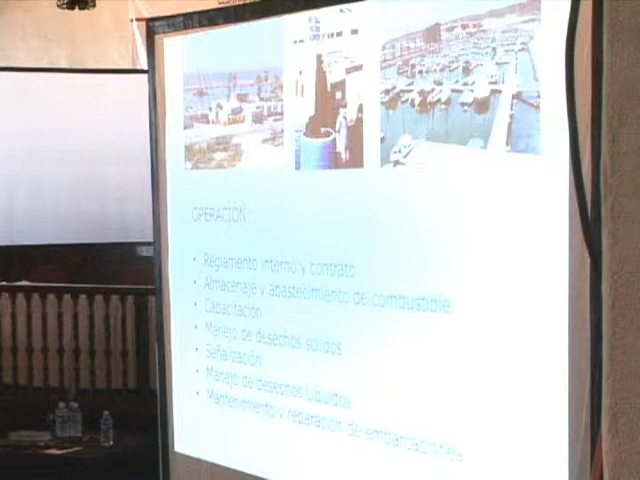 OPERACIÓN
• Reglamento interno y contrato
• Almacenaje y abastecimiento de combustible
• Capacitación
• Manejo de desechos sólidos
• Señalización
• Manejo de desechos Líquidos
• Mantenimiento y reparación de embarcaciones